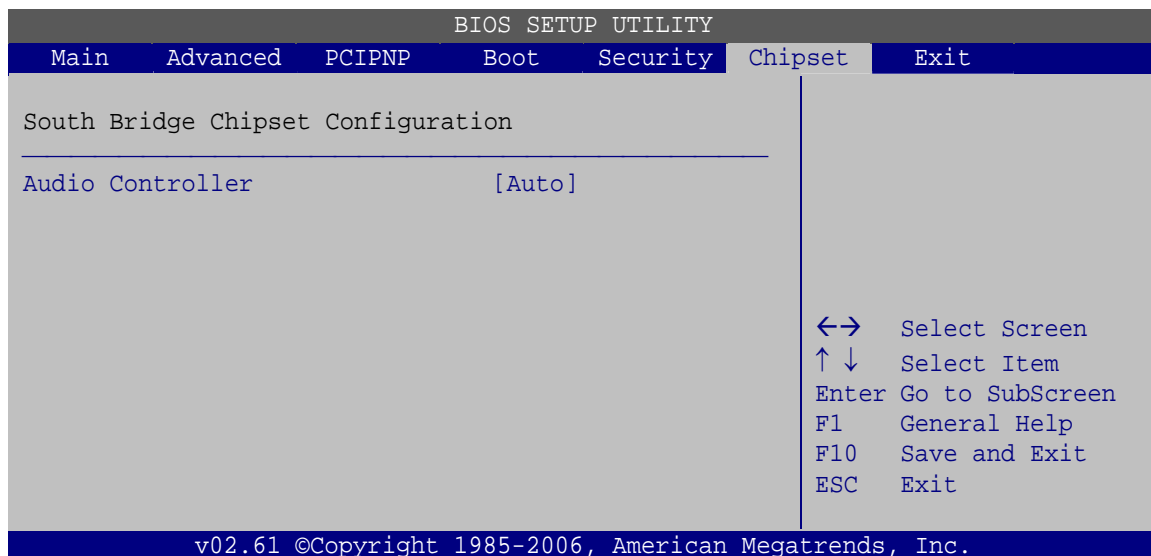 BIOS SETUP UTILITY
Main Advanced PCIPNP Boot Security Chipset Exit
South Bridge Chipset Configuration
Audio Controller [Auto]
←→ Select Screen
↑ ↓ Select Item
Enter Go to SubScreen
F1 General Help
F10 Save and Exit
ESC Exit
v02.61 ©Copyright 1985-2006, American Megatrends, Inc.